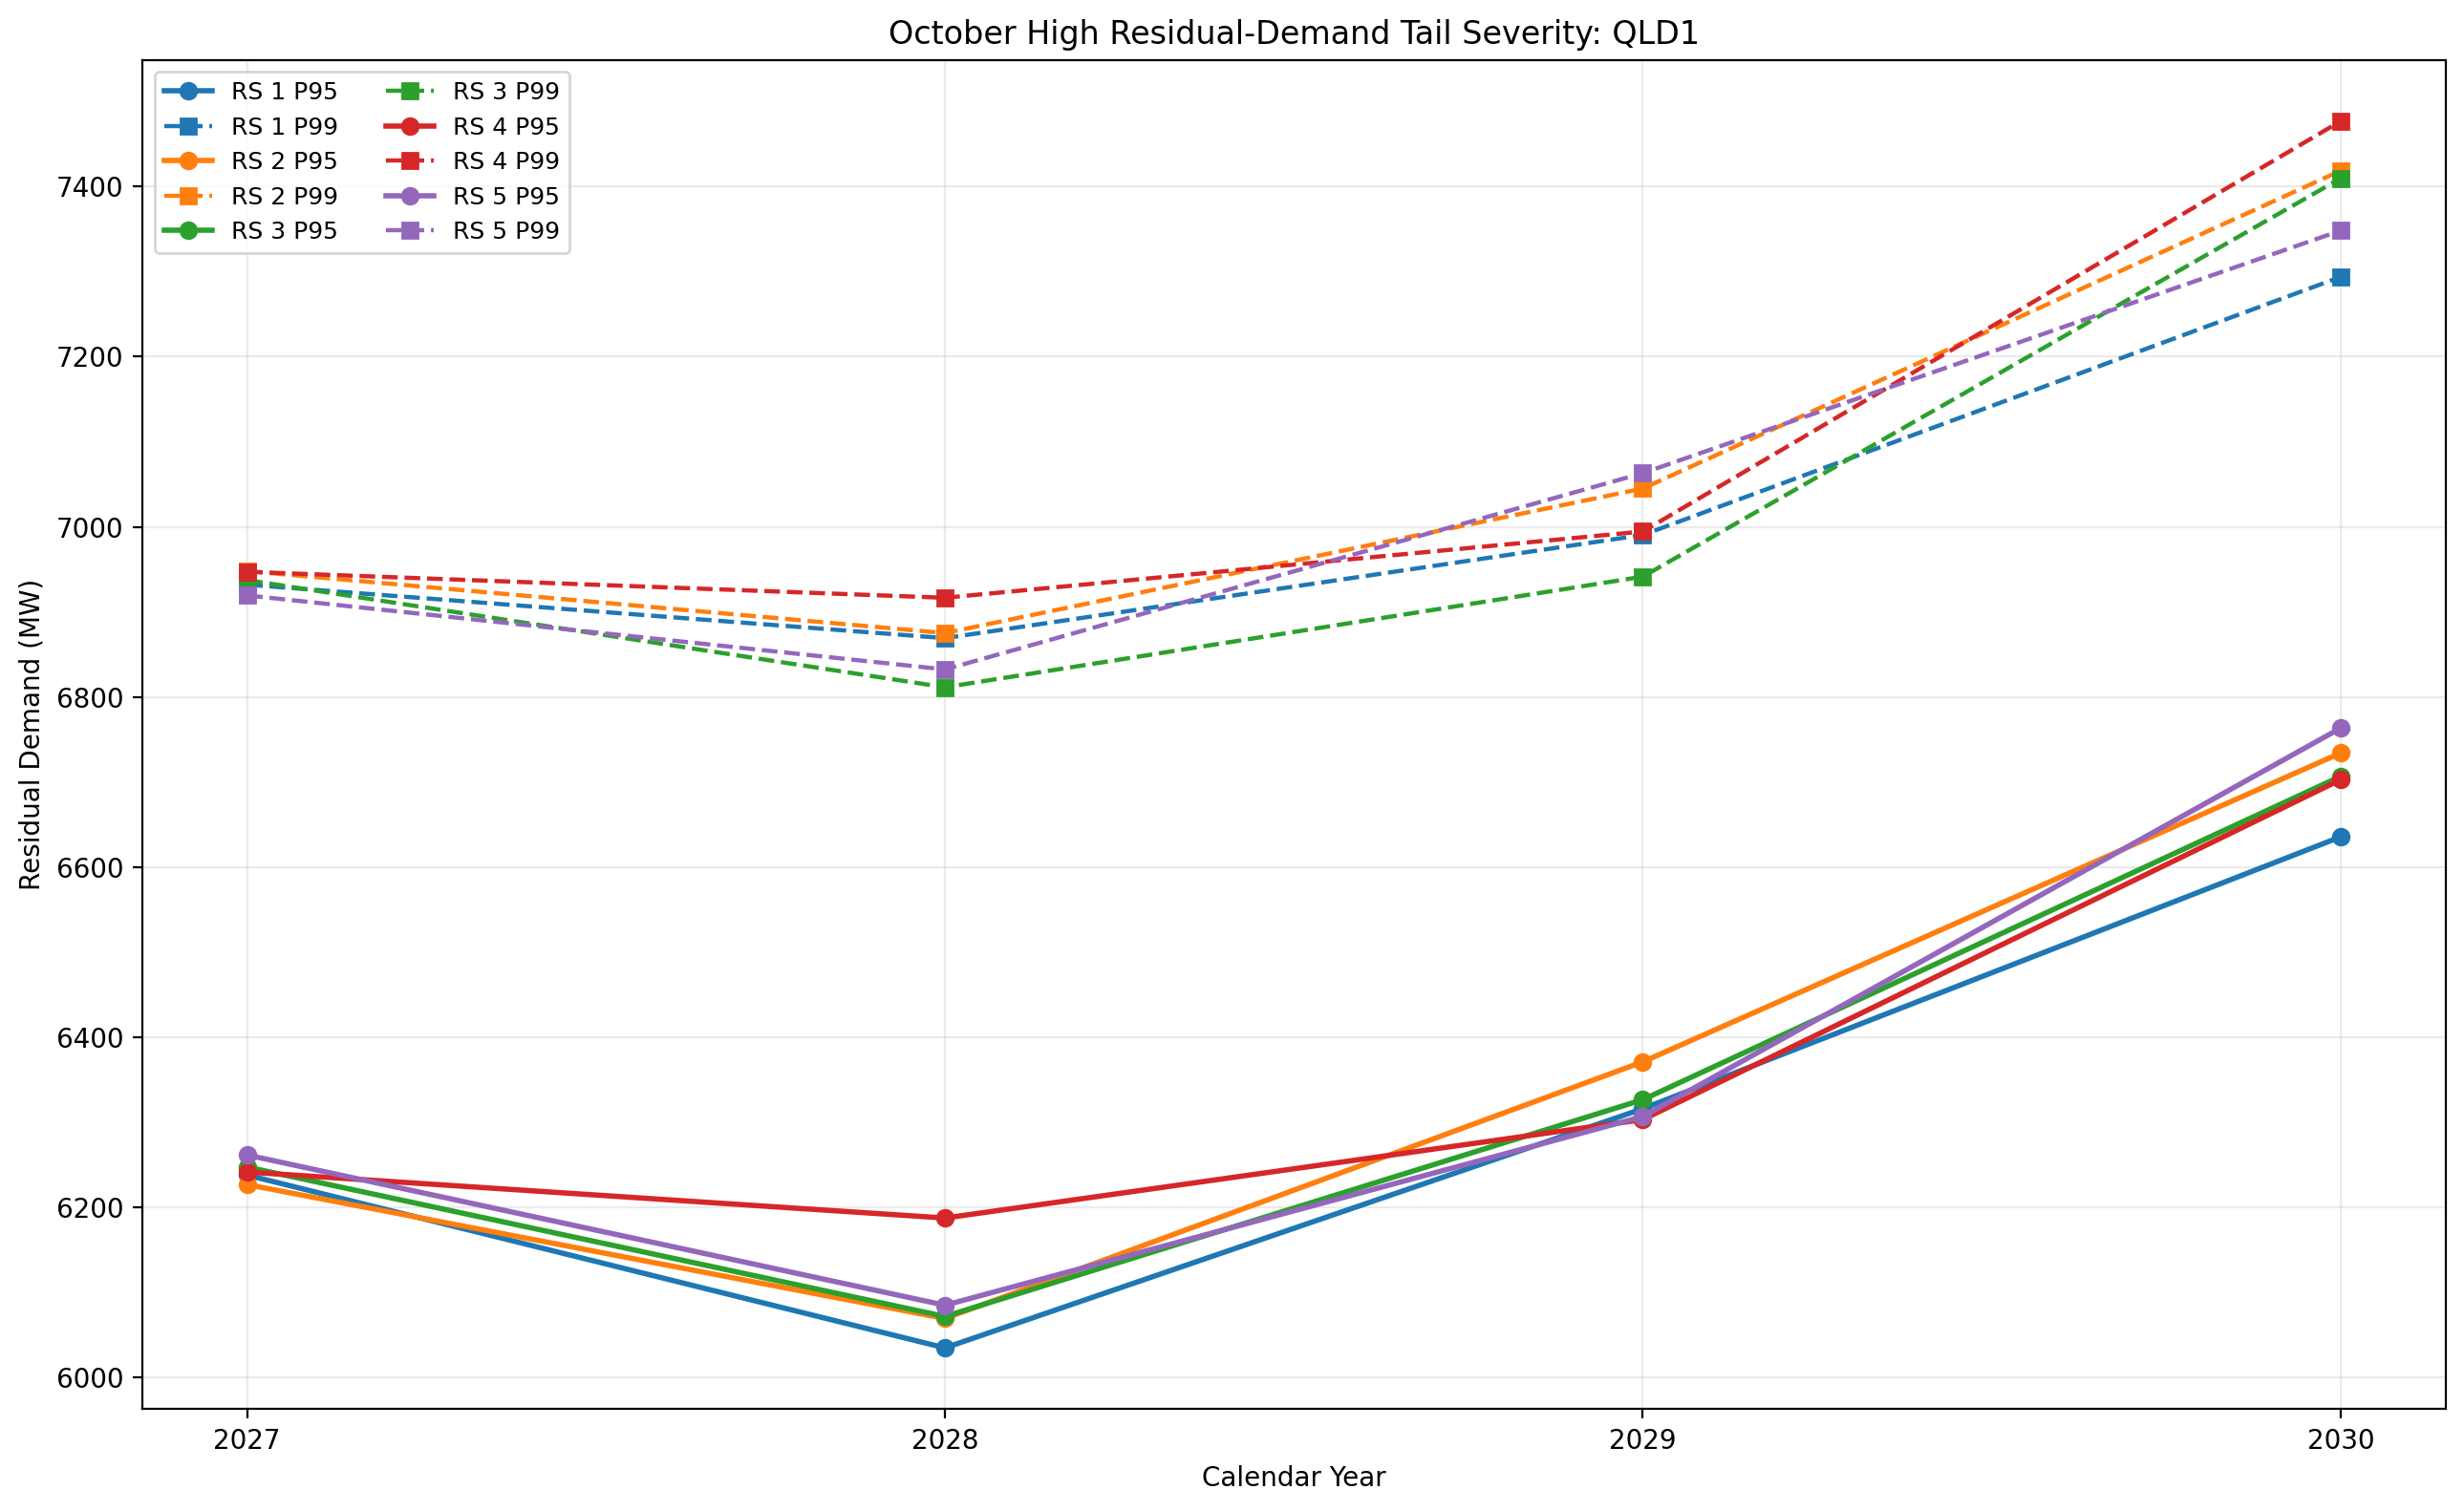 October High Residual-Demand Tail Severity: QLD1
RS 1 P95
RS 1 P99
RS 2 P95
RS 2 P99
RS 3 P95
RS 3 P99
RS 4 P95
RS 4 P99
RS 5 P95
RS 5 P99
Residual Demand (MW)
7400
7200
7000
6800
6600
6400
6200
6000
2027
2028
2029
2030
Calendar Year